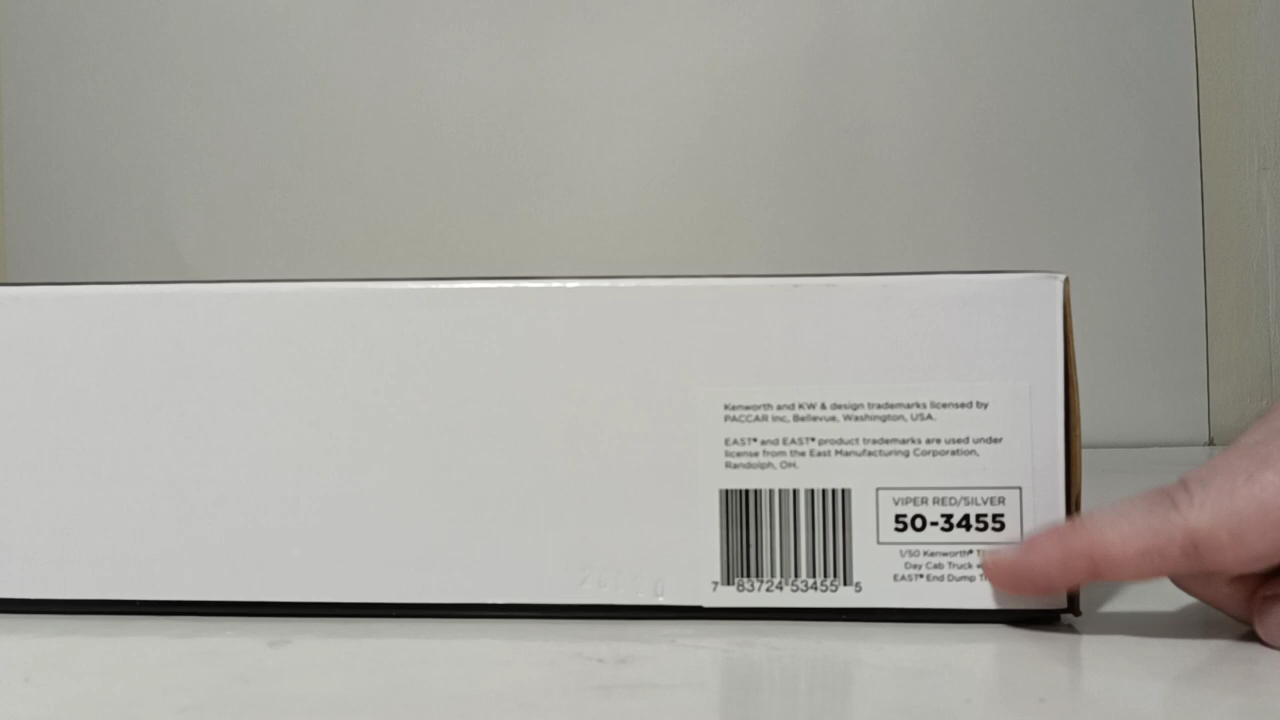 Kenworth and KW & design trademarks licensed by
PACCAR Inc, Bellevue, Washington, USA.
EAST® and EAST® product trademarks are used under
license from the East Manufacturing Corporation,
Randolph, OH.
VIPER RED/SILVER
50-3455
1/50 Kenworth®
Day Cab Truck
EAST® End Dump
7 83724 53455 5